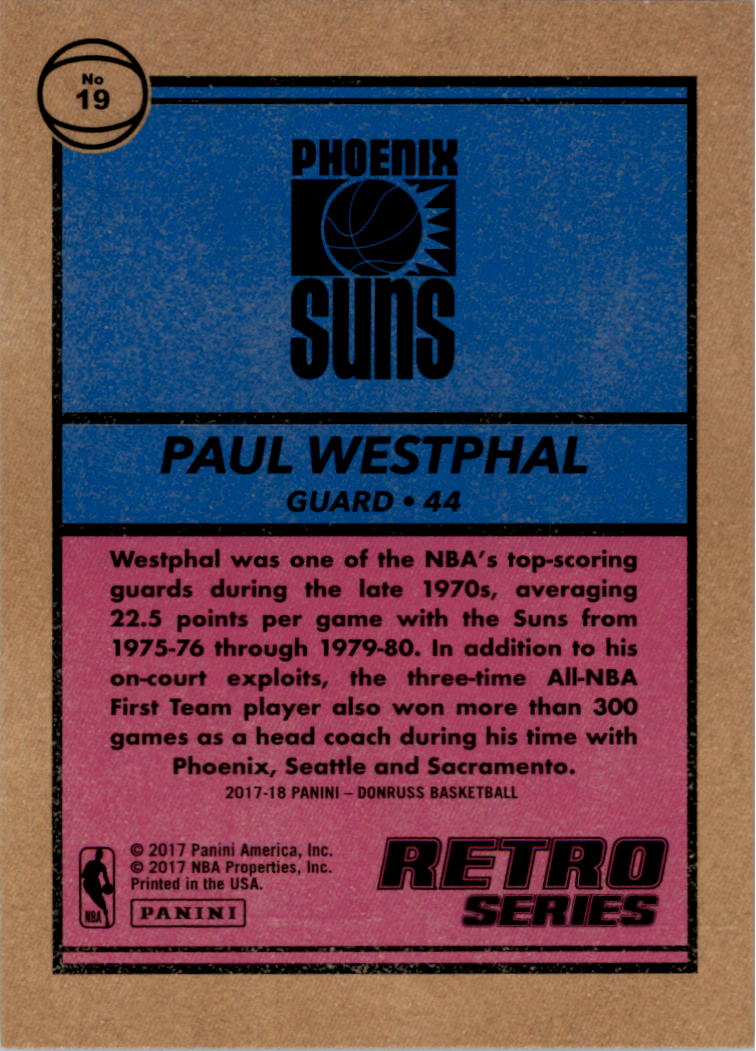 No
19
PHOENIX
SUNS
PAUL WESTPHAL
GUARD • 44
Westphal was one of the NBA's top-scoring
guards during the late 1970s, averaging
22.5 points per game with the Suns from
1975-76 through 1979-80. In addition to his
on-court exploits, the three-time All-NBA
First Team player also won more than 300
games as a head coach during his time with
Phoenix, Seattle and Sacramento.
2017-18 PANINI – DONRUSS BASKETBALL
© 2017 Panini America, Inc.
© 2017 NBA Properties, Inc.
Printed in the USA.
NBA
PANINI
RETRO
SERIES